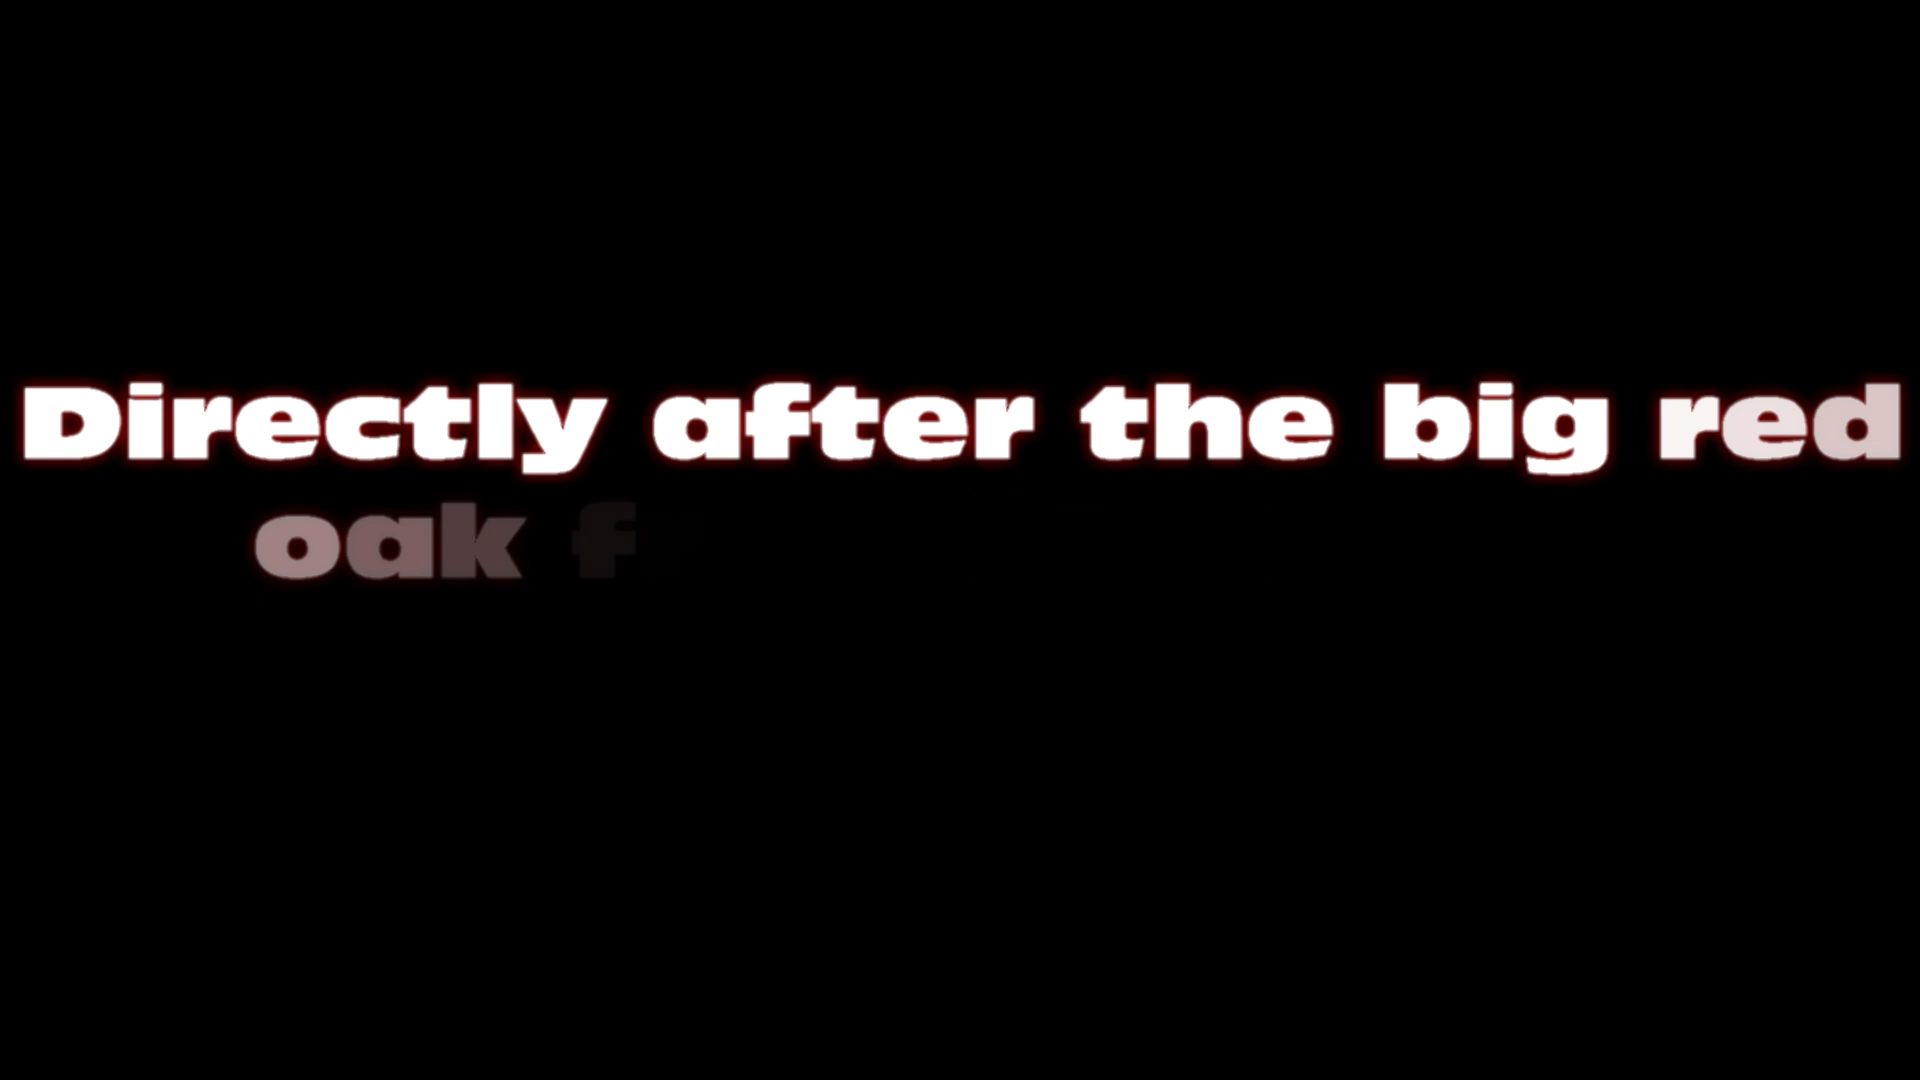 Directly after the big red
oak